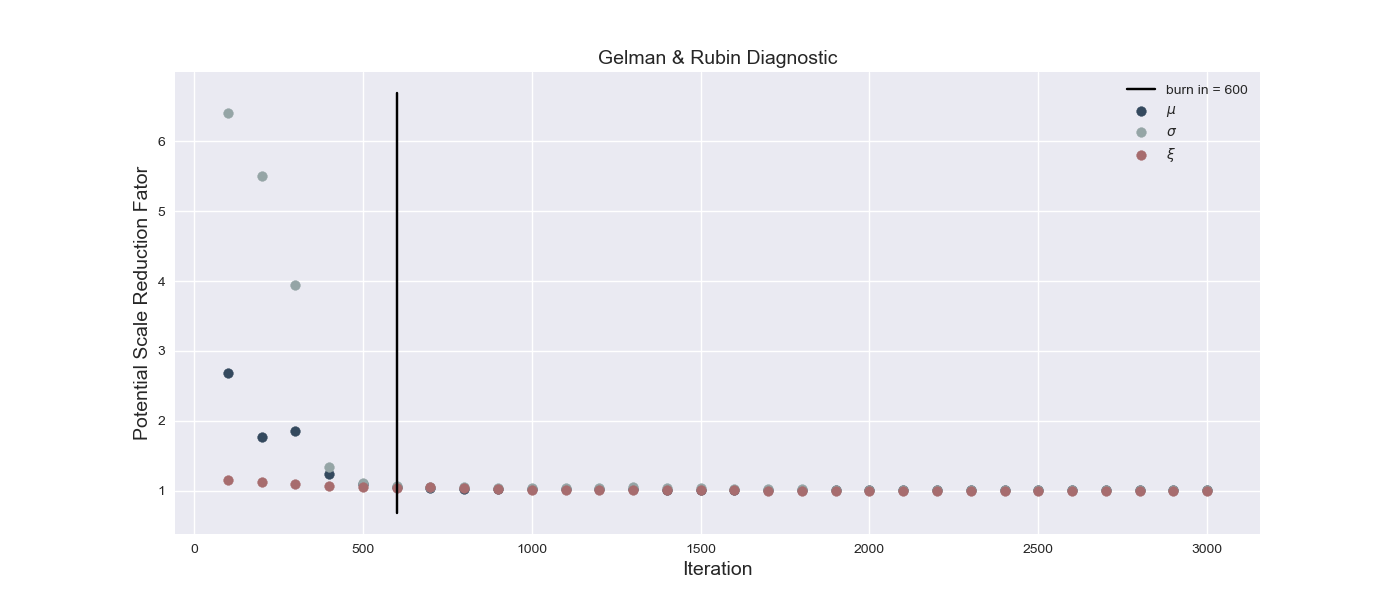 Gelman & Rubin Diagnostic
burn in = 600
μ
σ
ξ
Potential Scale Reduction Fator
6
5
4
3
2
1
0 500 1000 1500 2000 2500 3000
Iteration